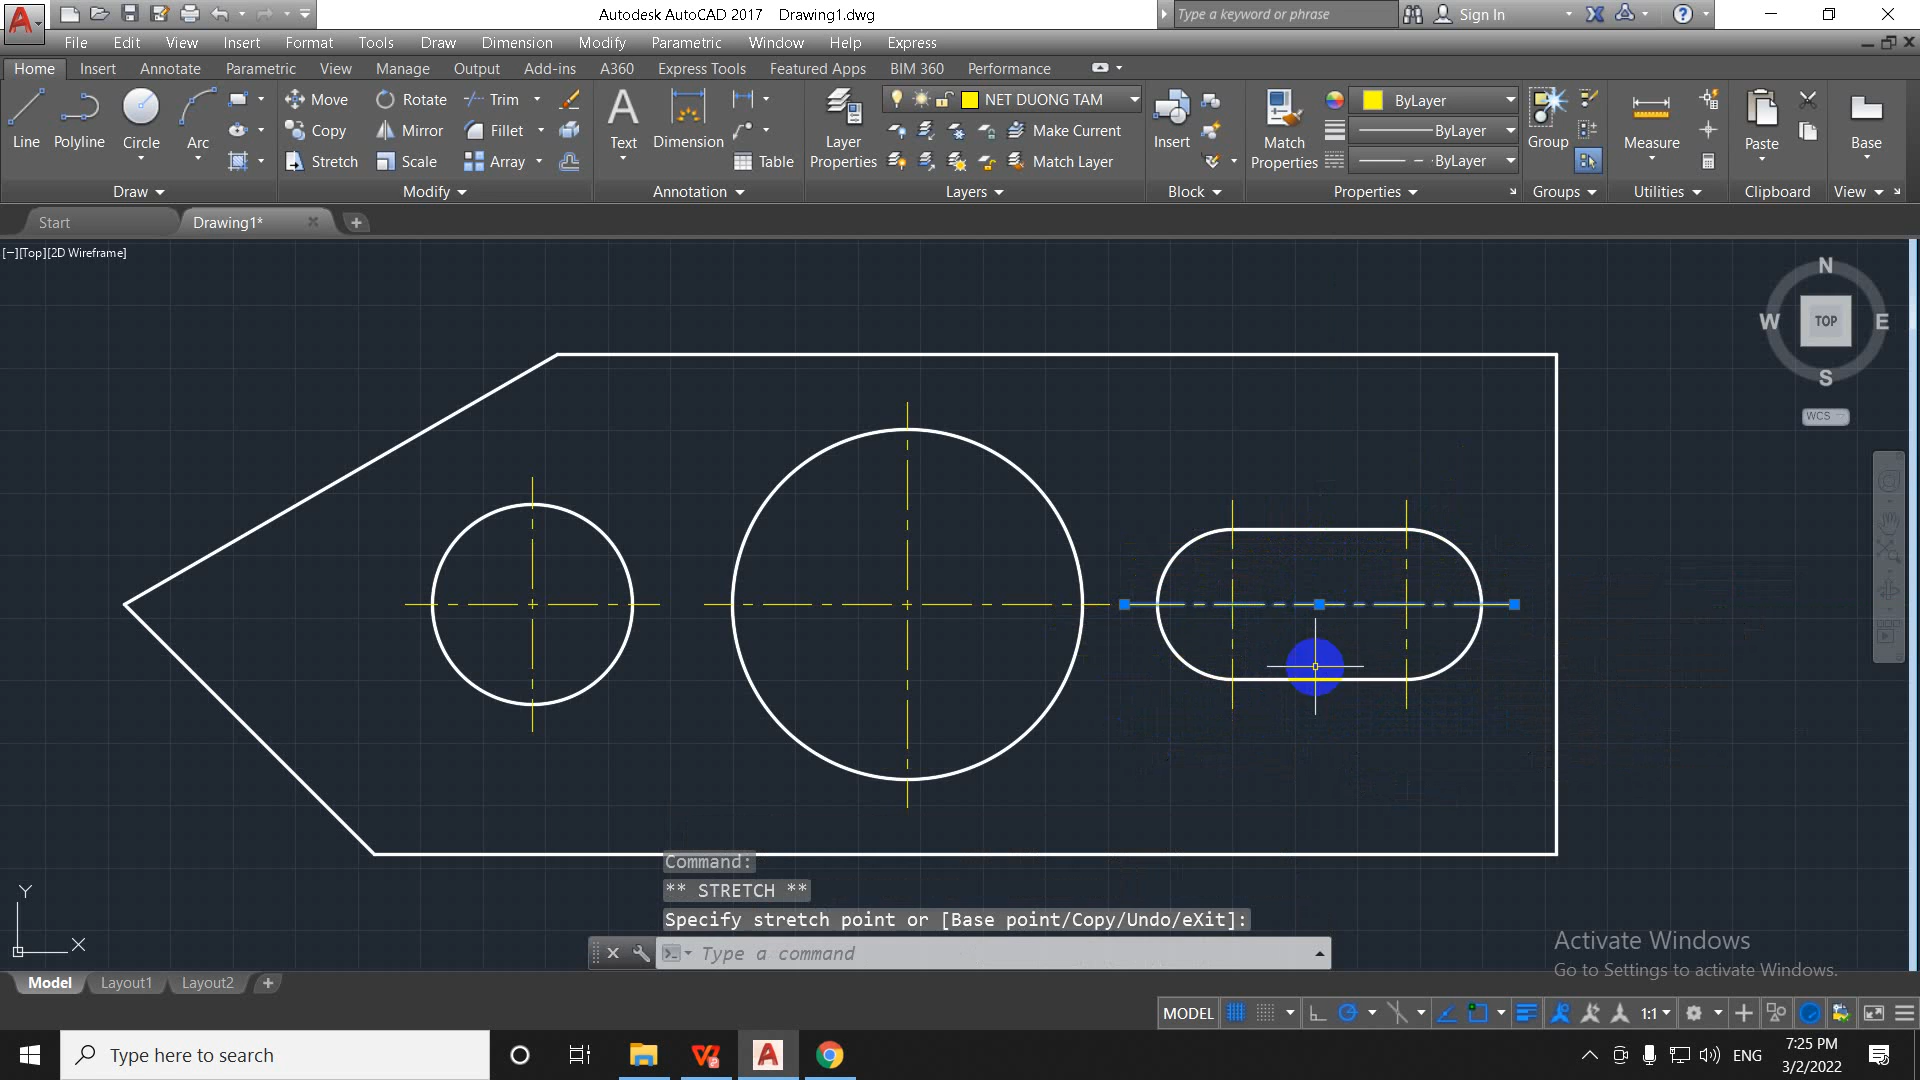 Autodesk AutoCAD 2017 Drawing1.dwg
Type a keyword or phrase
Sign In
File Edit View Insert Format Tools Draw Dimension Modify Parametric Window Help Express
Home Insert Annotate Parametric View Manage Output Add-ins A360 Express Tools Featured Apps BIM 360 Performance
Move Rotate Trim
NET DUONG TAM
ByLayer
Line Polyline Circle Arc
Copy Mirror Fillet
Text Dimension
Layer Properties
Make Current
Insert
Match Properties
ByLayer
Group
Measure
Paste
Base
Stretch Scale Array
Table
Match Layer
ByLayer
Draw Modify Annotation Layers Block Properties Groups Utilities Clipboard View
Start Drawing1*
[−][Top][2D Wireframe]
N
W TOP E
S
WCS
Y
X
Command:
** STRETCH **
Specify stretch point or [Base point/Copy/Undo/eXit]:
Type a command
Activate Windows
Go to Settings to activate Windows.
Model Layout1 Layout2
MODEL 1:1
Type here to search
ENG
7:25 PM
3/2/2022